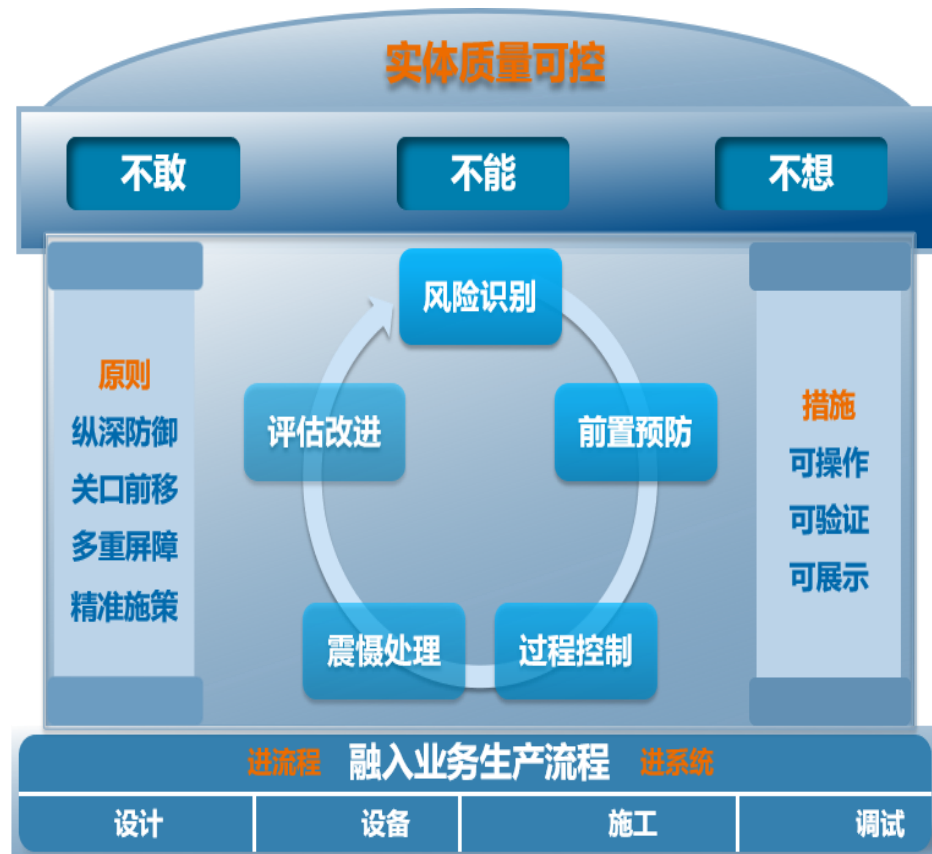 实体质量可控
不敢
不能
不想
原则
纵深防御
关口前移
多重屏障
精准施策
风险识别
前置预防
过程控制
震慑处理
评估改进
措施
可操作
可验证
可展示
进流程 融入业务生产流程 进系统
设计 设备 施工 调试